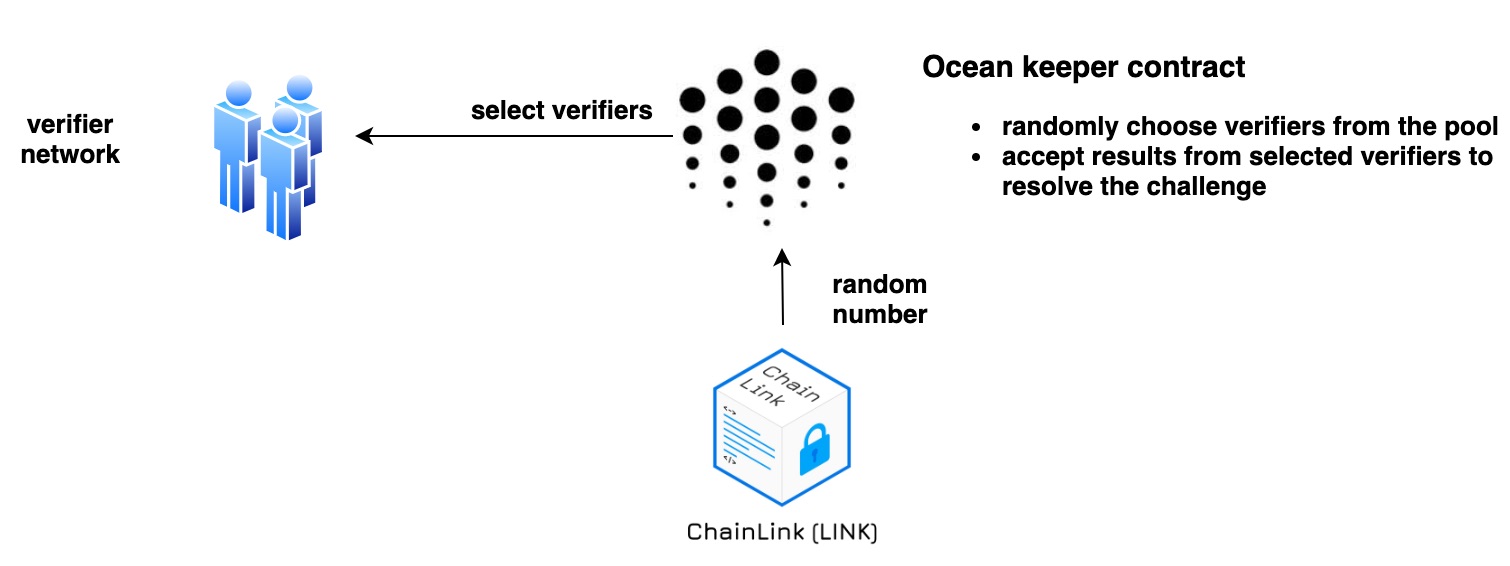 Ocean keeper contract
verifier
network
select verifiers
• randomly choose verifiers from the pool
• accept results from selected verifiers to
resolve the challenge
random
number
Chain
Link
<->
</>
ChainLink (LINK)